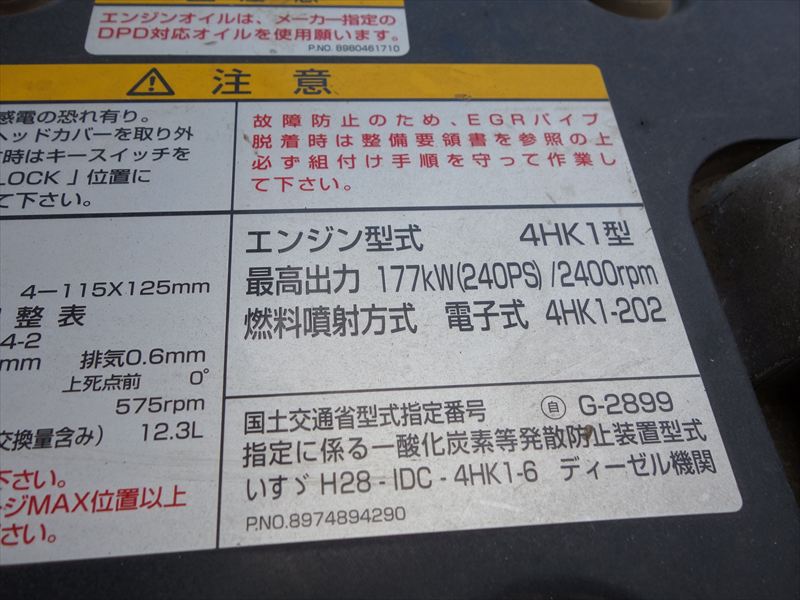 エンジンオイルは、メーカー指定の
DPD対応オイルを使用願います。
P.NO. 8980461710
⚠ 注意
感電の恐れ有り。
ヘッドカバーを取り外
時はキースイッチを
LOCK」位置に
て下さい。
故障防止のため、EGRパイプ
脱着時は整備要領書を参照の上
必ず組付け手順を守って作業し
て下さい。
4-115X125mm
整表
4-2
mm 排気0.6mm
上死点前 0°
575rpm
交換量含み) 12.3L
下さい。
ージMAX位置以上
ださい。
エンジン型式 4HK1型
最高出力 177kW(240PS) /2400rpm
燃料噴射方式 電子式 4HK1-202
国土交通省型式指定番号 自 G-2899
指定に係る一酸化炭素等発散防止装置型式
いすゞ H28-IDC-4HK1-6 ディーゼル機関
P.NO.8974894290